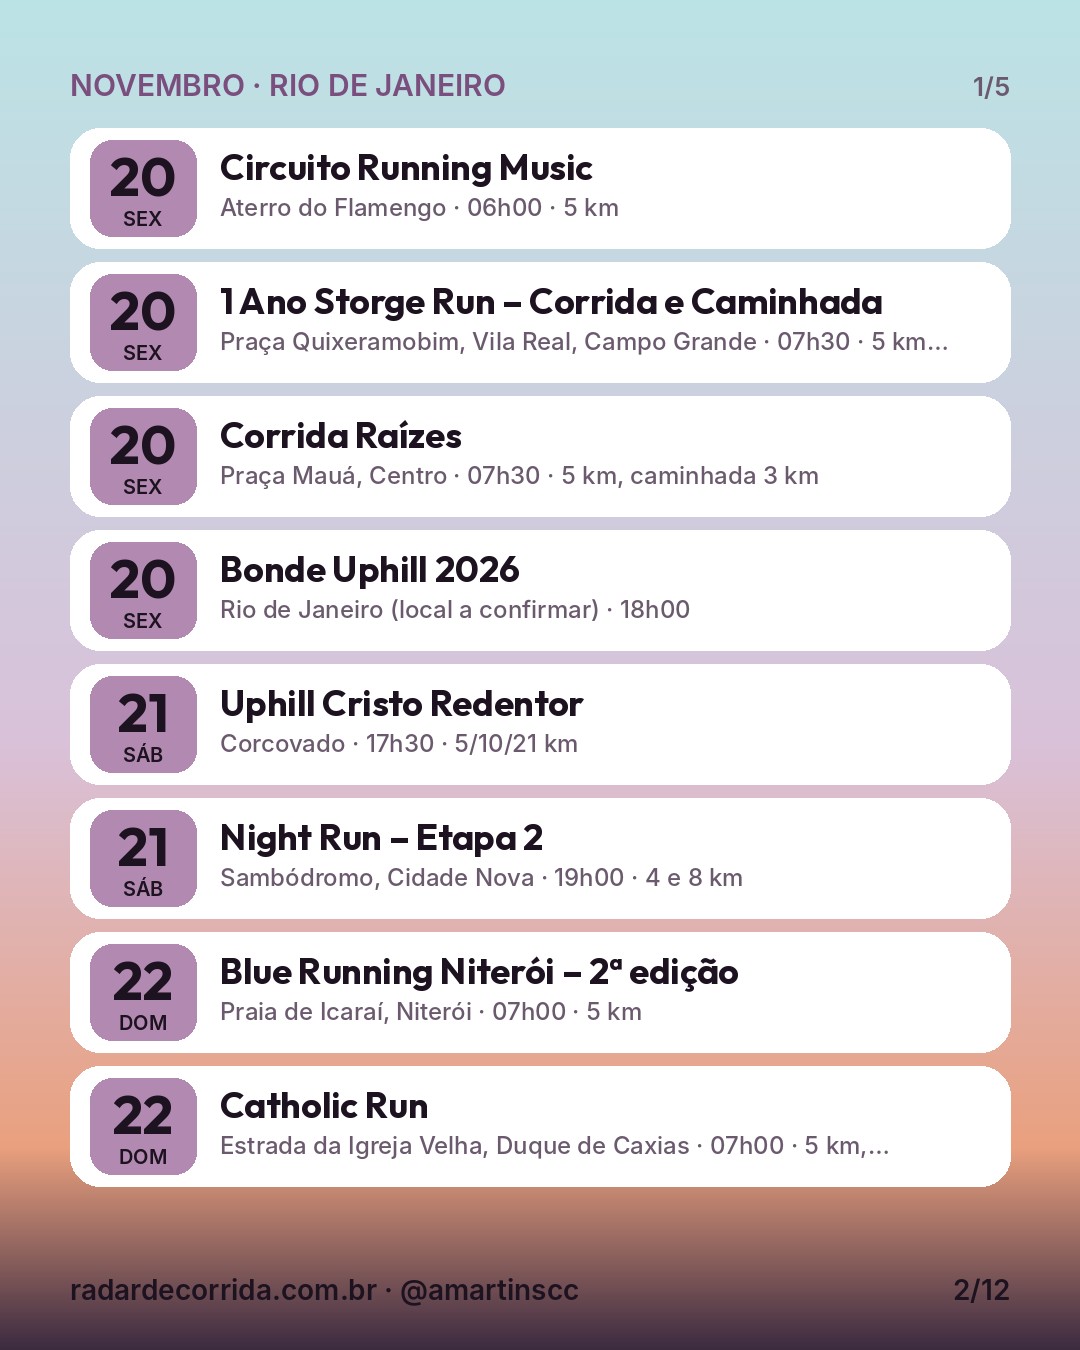 NOVEMBRO · RIO DE JANEIRO
1/5
20
SEX
Circuito Running Music
Aterro do Flamengo · 06h00 · 5 km
20
SEX
1 Ano Storge Run – Corrida e Caminhada
Praça Quixeramobim, Vila Real, Campo Grande · 07h30 · 5 km...
20
SEX
Corrida Raízes
Praça Mauá, Centro · 07h30 · 5 km, caminhada 3 km
20
SEX
Bonde Uphill 2026
Rio de Janeiro (local a confirmar) · 18h00
21
SÁB
Uphill Cristo Redentor
Corcovado · 17h30 · 5/10/21 km
21
SÁB
Night Run – Etapa 2
Sambódromo, Cidade Nova · 19h00 · 4 e 8 km
22
DOM
Blue Running Niterói – 2ª edição
Praia de Icaraí, Niterói · 07h00 · 5 km
22
DOM
Catholic Run
Estrada da Igreja Velha, Duque de Caxias · 07h00 · 5 km,...
radardecorrida.com.br · @amartinscc
2/12